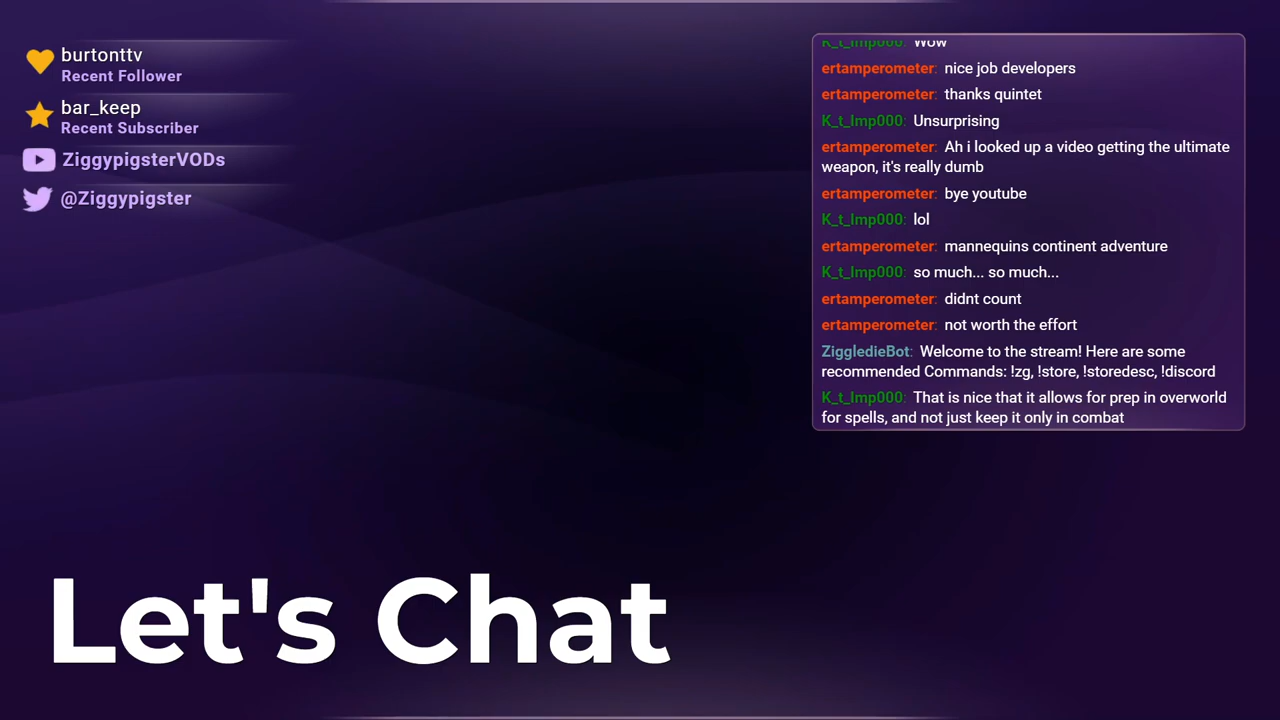 burtonttv
Recent Follower
bar_keep
Recent Subscriber
ZiggypigsterVODs
@Ziggypigster
K_t_Imp000: Wow
ertamperometer: nice job developers
ertamperometer: thanks quintet
K_t_Imp000: Unsurprising
ertamperometer: Ah i looked up a video getting the ultimate
weapon, it's really dumb
ertamperometer: bye youtube
K_t_Imp000: lol
ertamperometer: mannequins continent adventure
K_t_Imp000: so much... so much...
ertamperometer: didnt count
ertamperometer: not worth the effort
ZiggledieBot: Welcome to the stream! Here are some
recommended Commands: !zg, !store, !storedesc, !discord
K_t_Imp000: That is nice that it allows for prep in overworld
for spells, and not just keep it only in combat
Let's Chat